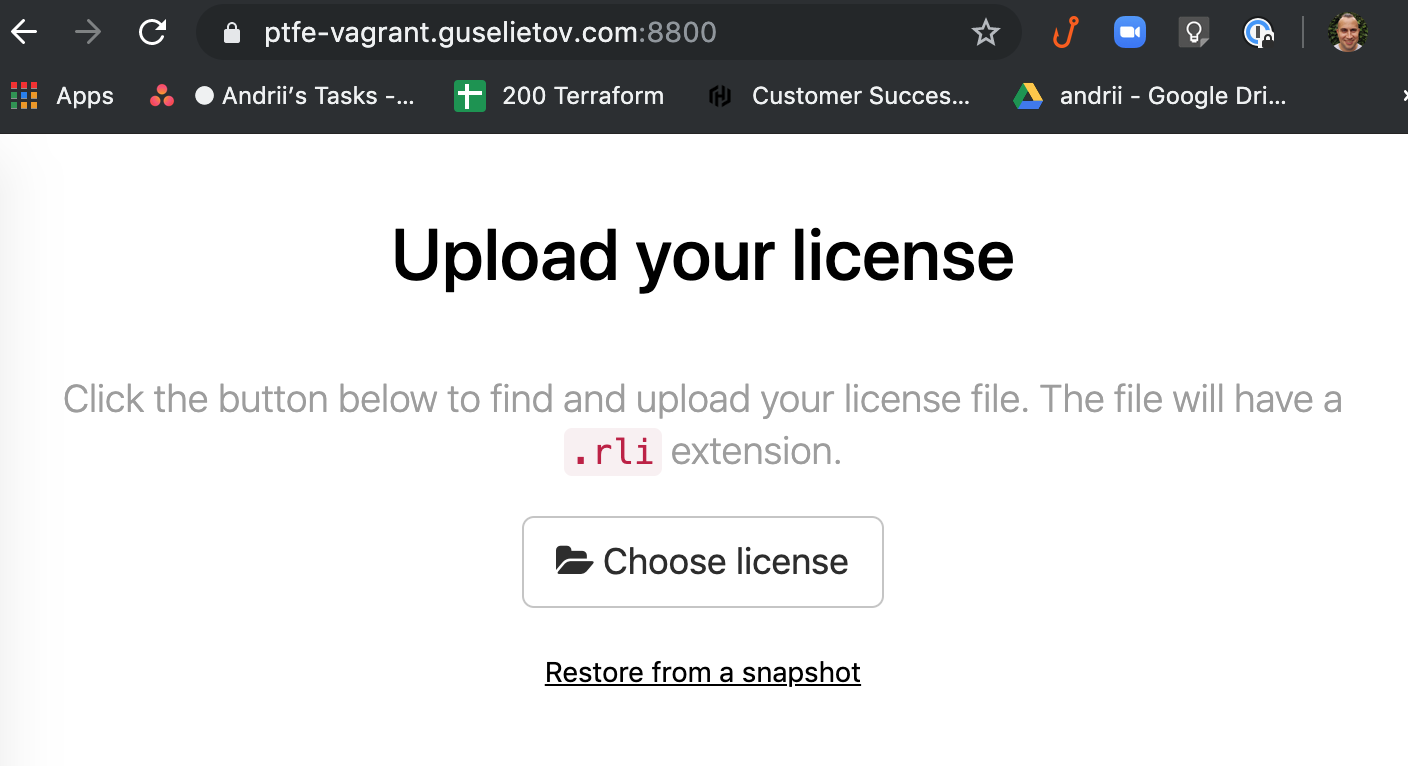 ptfe-vagrant.guselietov.com:8800
Apps Andrii’s Tasks -... 200 Terraform Customer Succes... andrii - Google Dri...
Upload your license
Click the button below to find and upload your license file. The file will have a
.rli extension.
Choose license
Restore from a snapshot